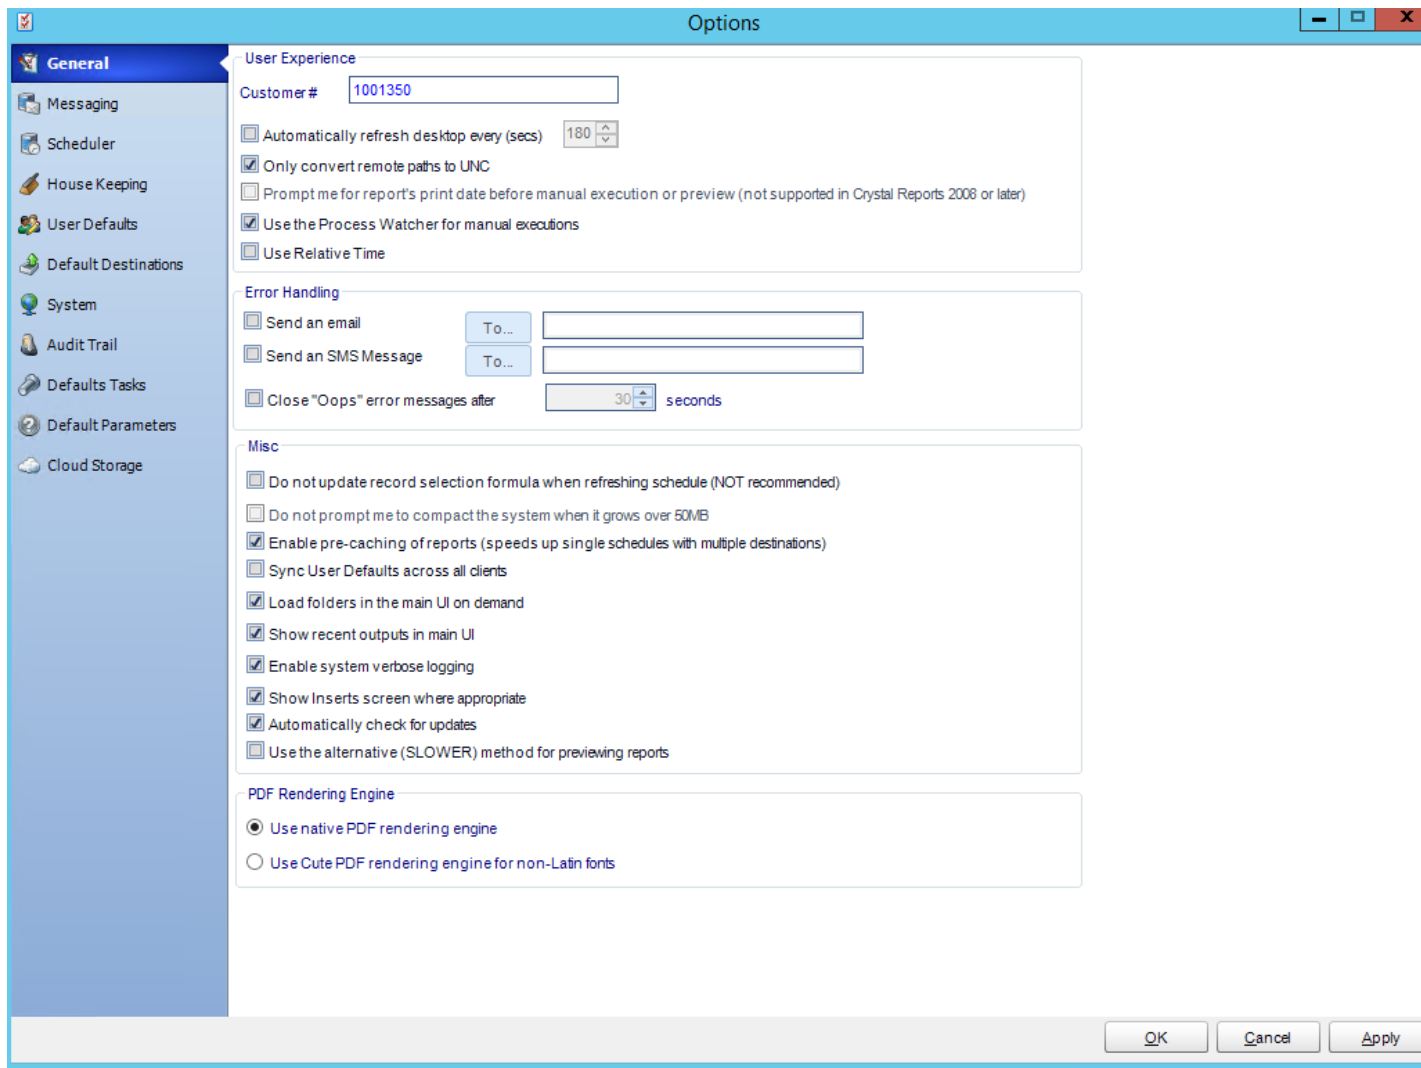 Options
General
Messaging
Scheduler
House Keeping
User Defaults
Default Destinations
System
Audit Trail
Defaults Tasks
Default Parameters
Cloud Storage
User Experience
Customer # 1001350
Automatically refresh desktop every (secs) 180
Only convert remote paths to UNC
Prompt me for report's print date before manual execution or preview (not supported in Crystal Reports 2008 or later)
Use the Process Watcher for manual executions
Use Relative Time
Error Handling
Send an email To...
Send an SMS Message To...
Close "Oops" error messages after 30 seconds
Misc
Do not update record selection formula when refreshing schedule (NOT recommended)
Do not prompt me to compact the system when it grows over 50MB
Enable pre-caching of reports (speeds up single schedules with multiple destinations)
Sync User Defaults across all clients
Load folders in the main UI on demand
Show recent outputs in main UI
Enable system verbose logging
Show Inserts screen where appropriate
Automatically check for updates
Use the alternative (SLOWER) method for previewing reports
PDF Rendering Engine
Use native PDF rendering engine
Use Cute PDF rendering engine for non-Latin fonts
OK Cancel Apply